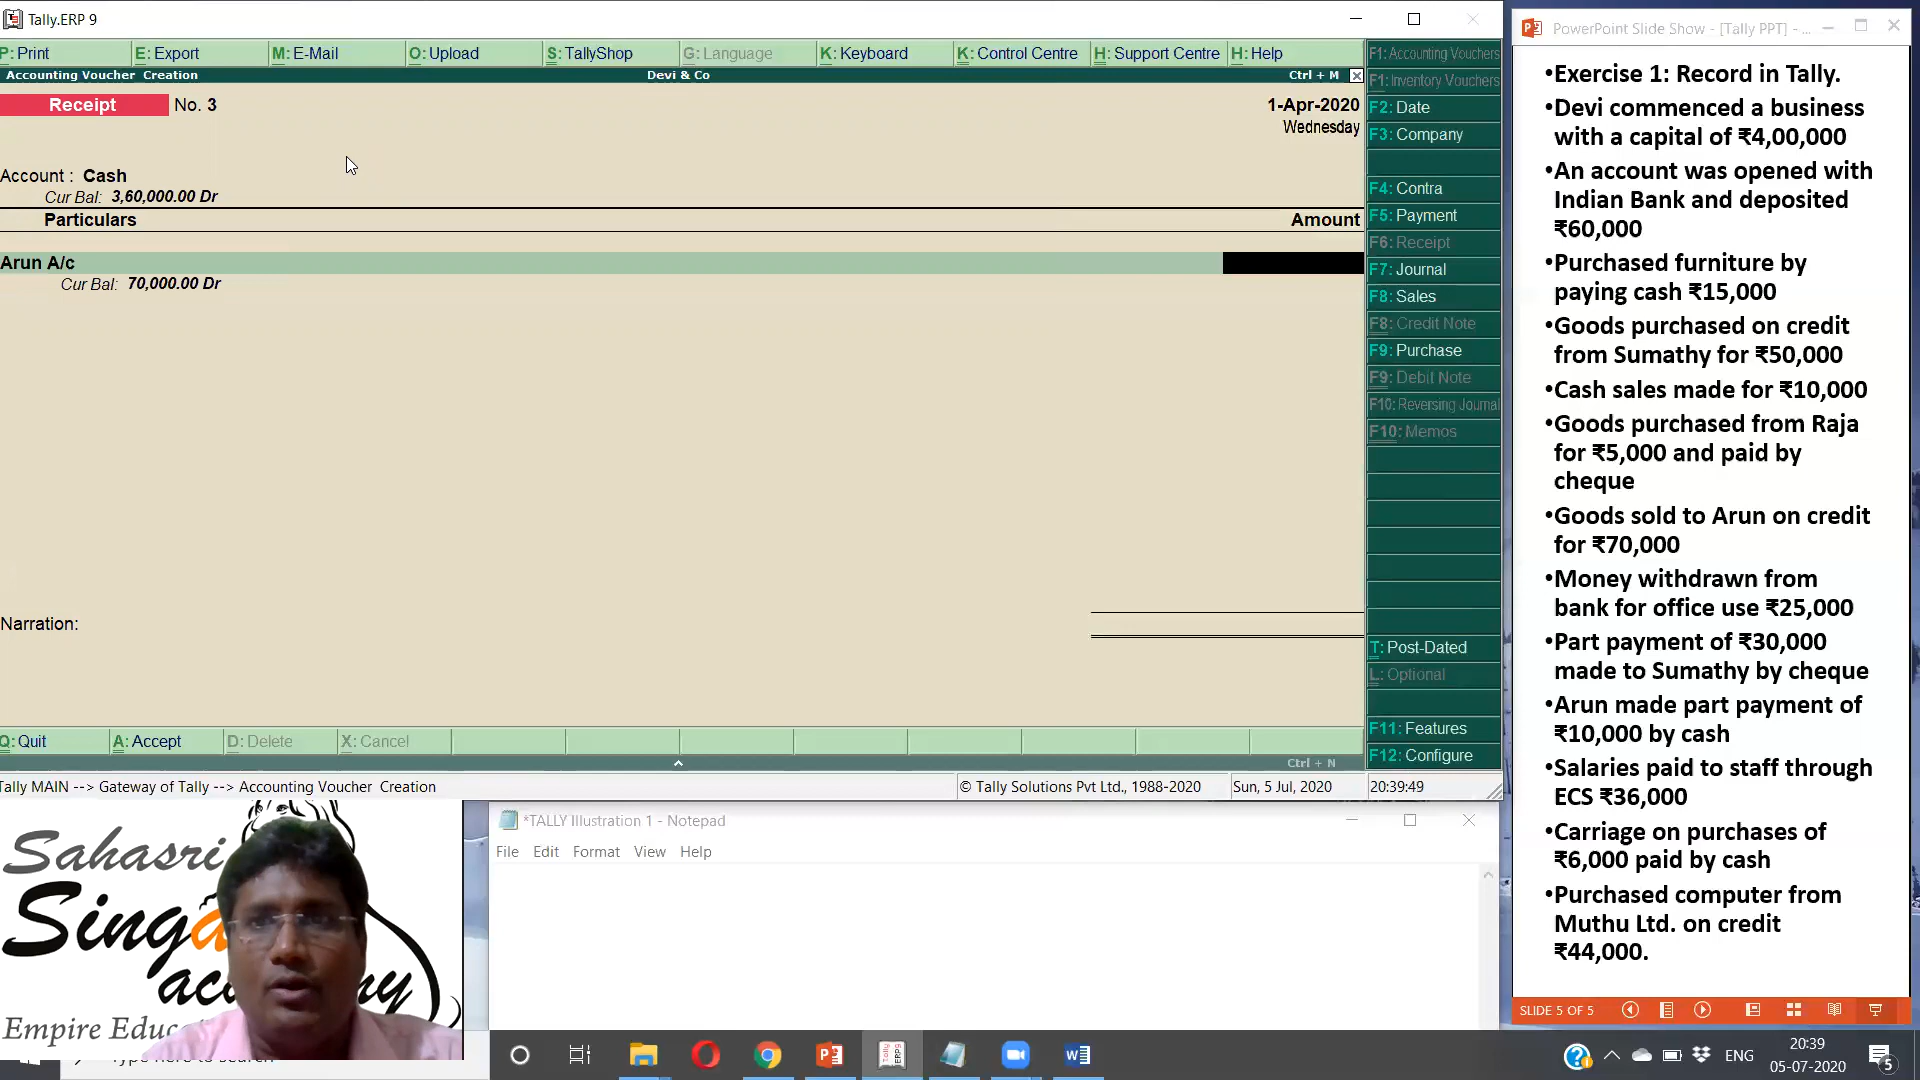 Tally.ERP 9
P: Print
E: Export
M: E-Mail
O: Upload
S: TallyShop
G: Language
K: Keyboard
K: Control Centre
H: Support Centre
H: Help
Accounting Voucher Creation
Devi & Co
Ctrl + M
Receipt No. 3
1-Apr-2020
Wednesday
Account : Cash
Cur Bal: 3,60,000.00 Dr
Particulars
Amount
Arun A/c
Cur Bal: 70,000.00 Dr
Narration:
F1: Accounting Vouchers
F1: Inventory Vouchers
F2: Date
F3: Company
F4: Contra
F5: Payment
F6: Receipt
F7: Journal
F8: Sales
F8: Credit Note
F9: Purchase
F9: Debit Note
F10: Reversing Journal
F10: Memos
T: Post-Dated
L: Optional
F11: Features
F12: Configure
Q: Quit
A: Accept
D: Delete
X: Cancel
Ctrl + N
Tally MAIN --> Gateway of Tally --> Accounting Voucher Creation
© Tally Solutions Pvt Ltd., 1988-2020
Sun, 5 Jul, 2020
20:39:49
PowerPoint Slide Show - [Tally PPT] - ...
•Exercise 1: Record in Tally.
•Devi commenced a business
with a capital of ₹4,00,000
•An account was opened with
Indian Bank and deposited
₹60,000
•Purchased furniture by
paying cash ₹15,000
•Goods purchased on credit
from Sumathy for ₹50,000
•Cash sales made for ₹10,000
•Goods purchased from Raja
for ₹5,000 and paid by
cheque
•Goods sold to Arun on credit
for ₹70,000
•Money withdrawn from
bank for office use ₹25,000
•Part payment of ₹30,000
made to Sumathy by cheque
•Arun made part payment of
₹10,000 by cash
•Salaries paid to staff through
ECS ₹36,000
•Carriage on purchases of
₹6,000 paid by cash
•Purchased computer from
Muthu Ltd. on credit
₹44,000.
SLIDE 5 OF 5
*TALLY Illustration 1 - Notepad
File Edit Format View Help
Sahasri
Singa
academy
Empire Educa
Type here to search
ENG
20:39
05-07-2020
5